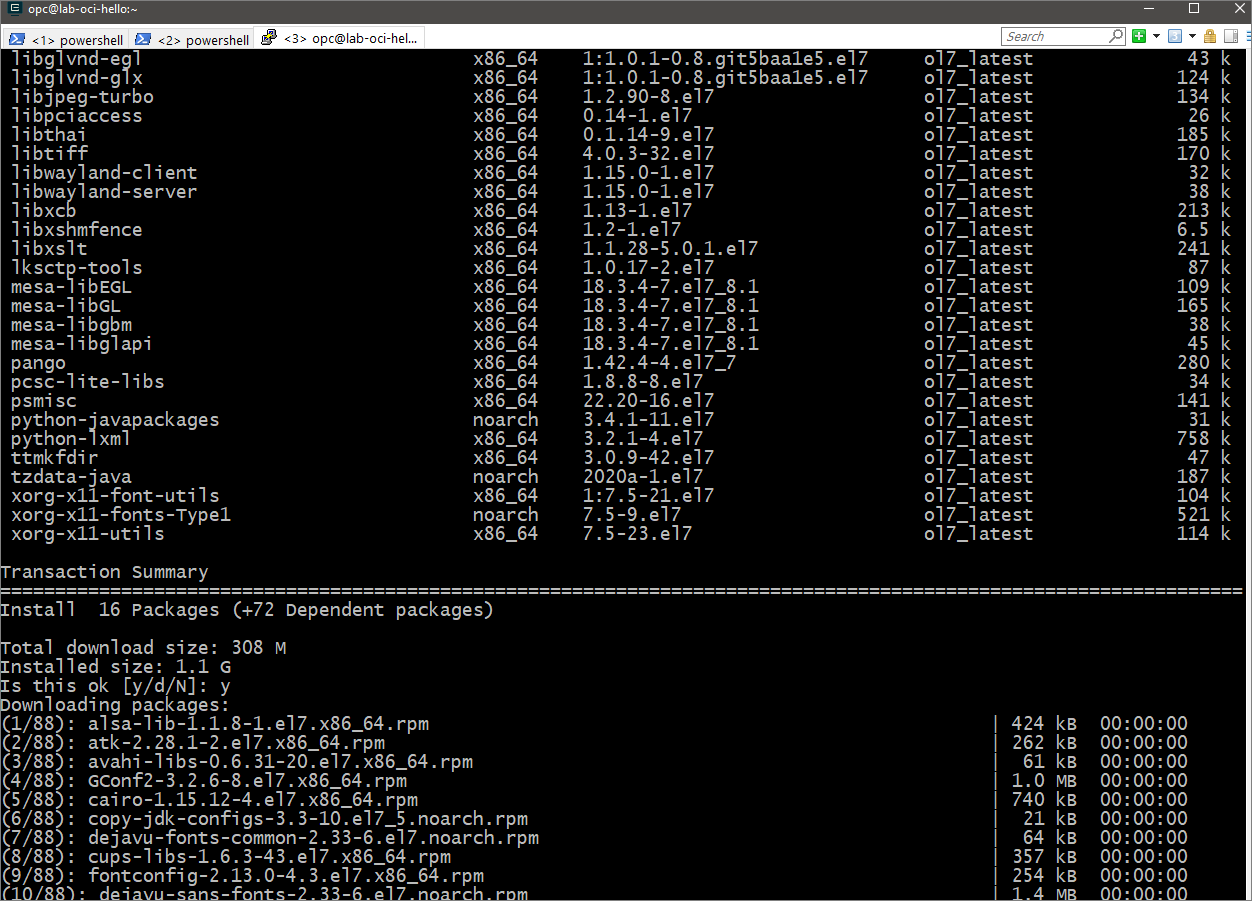 opc@lab-oci-hello:~
<1> powershell <2> powershell <3> opc@lab-oci-hel... Search
libglvnd-egl x86_64 1:1.0.1-0.8.git5baa1e5.el7 ol7_latest 43 k
libglvnd-glx x86_64 1:1.0.1-0.8.git5baa1e5.el7 ol7_latest 124 k
libjpeg-turbo x86_64 1.2.90-8.el7 ol7_latest 134 k
libpciaccess x86_64 0.14-1.el7 ol7_latest 26 k
libthai x86_64 0.1.14-9.el7 ol7_latest 185 k
libtiff x86_64 4.0.3-32.el7 ol7_latest 170 k
libwayland-client x86_64 1.15.0-1.el7 ol7_latest 32 k
libwayland-server x86_64 1.15.0-1.el7 ol7_latest 38 k
libxcb x86_64 1.13-1.el7 ol7_latest 213 k
libxshmfence x86_64 1.2-1.el7 ol7_latest 6.5 k
libxslt x86_64 1.1.28-5.0.1.el7 ol7_latest 241 k
lksctp-tools x86_64 1.0.17-2.el7 ol7_latest 87 k
mesa-libEGL x86_64 18.3.4-7.el7_8.1 ol7_latest 109 k
mesa-libGL x86_64 18.3.4-7.el7_8.1 ol7_latest 165 k
mesa-libgbm x86_64 18.3.4-7.el7_8.1 ol7_latest 38 k
mesa-libglapi x86_64 18.3.4-7.el7_8.1 ol7_latest 45 k
pango x86_64 1.42.4-4.el7_7 ol7_latest 280 k
pcsc-lite-libs x86_64 1.8.8-8.el7 ol7_latest 34 k
psmisc x86_64 22.20-16.el7 ol7_latest 141 k
python-javapackages noarch 3.4.1-11.el7 ol7_latest 31 k
python-lxml x86_64 3.2.1-4.el7 ol7_latest 758 k
ttmkfdir x86_64 3.0.9-42.el7 ol7_latest 47 k
tzdata-java noarch 2020a-1.el7 ol7_latest 187 k
xorg-x11-font-utils x86_64 1:7.5-21.el7 ol7_latest 104 k
xorg-x11-fonts-Type1 noarch 7.5-9.el7 ol7_latest 521 k
xorg-x11-utils x86_64 7.5-23.el7 ol7_latest 114 k
Transaction Summary
================================================================================
Install 16 Packages (+72 Dependent packages)
Total download size: 308 M
Installed size: 1.1 G
Is this ok [y/d/N]: y
Downloading packages:
(1/88): alsa-lib-1.1.8-1.el7.x86_64.rpm | 424 kB 00:00:00
(2/88): atk-2.28.1-2.el7.x86_64.rpm | 262 kB 00:00:00
(3/88): avahi-libs-0.6.31-20.el7.x86_64.rpm | 61 kB 00:00:00
(4/88): GConf2-3.2.6-8.el7.x86_64.rpm | 1.0 MB 00:00:00
(5/88): cairo-1.15.12-4.el7.x86_64.rpm | 740 kB 00:00:00
(6/88): copy-jdk-configs-3.3-10.el7_5.noarch.rpm | 21 kB 00:00:00
(7/88): dejavu-fonts-common-2.33-6.el7.noarch.rpm | 64 kB 00:00:00
(8/88): cups-libs-1.6.3-43.el7.x86_64.rpm | 357 kB 00:00:00
(9/88): fontconfig-2.13.0-4.3.el7.x86_64.rpm | 254 kB 00:00:00
(10/88): dejavu-sans-fonts-2.33-6.el7.noarch.rpm | 1.4 MB 00:00:00